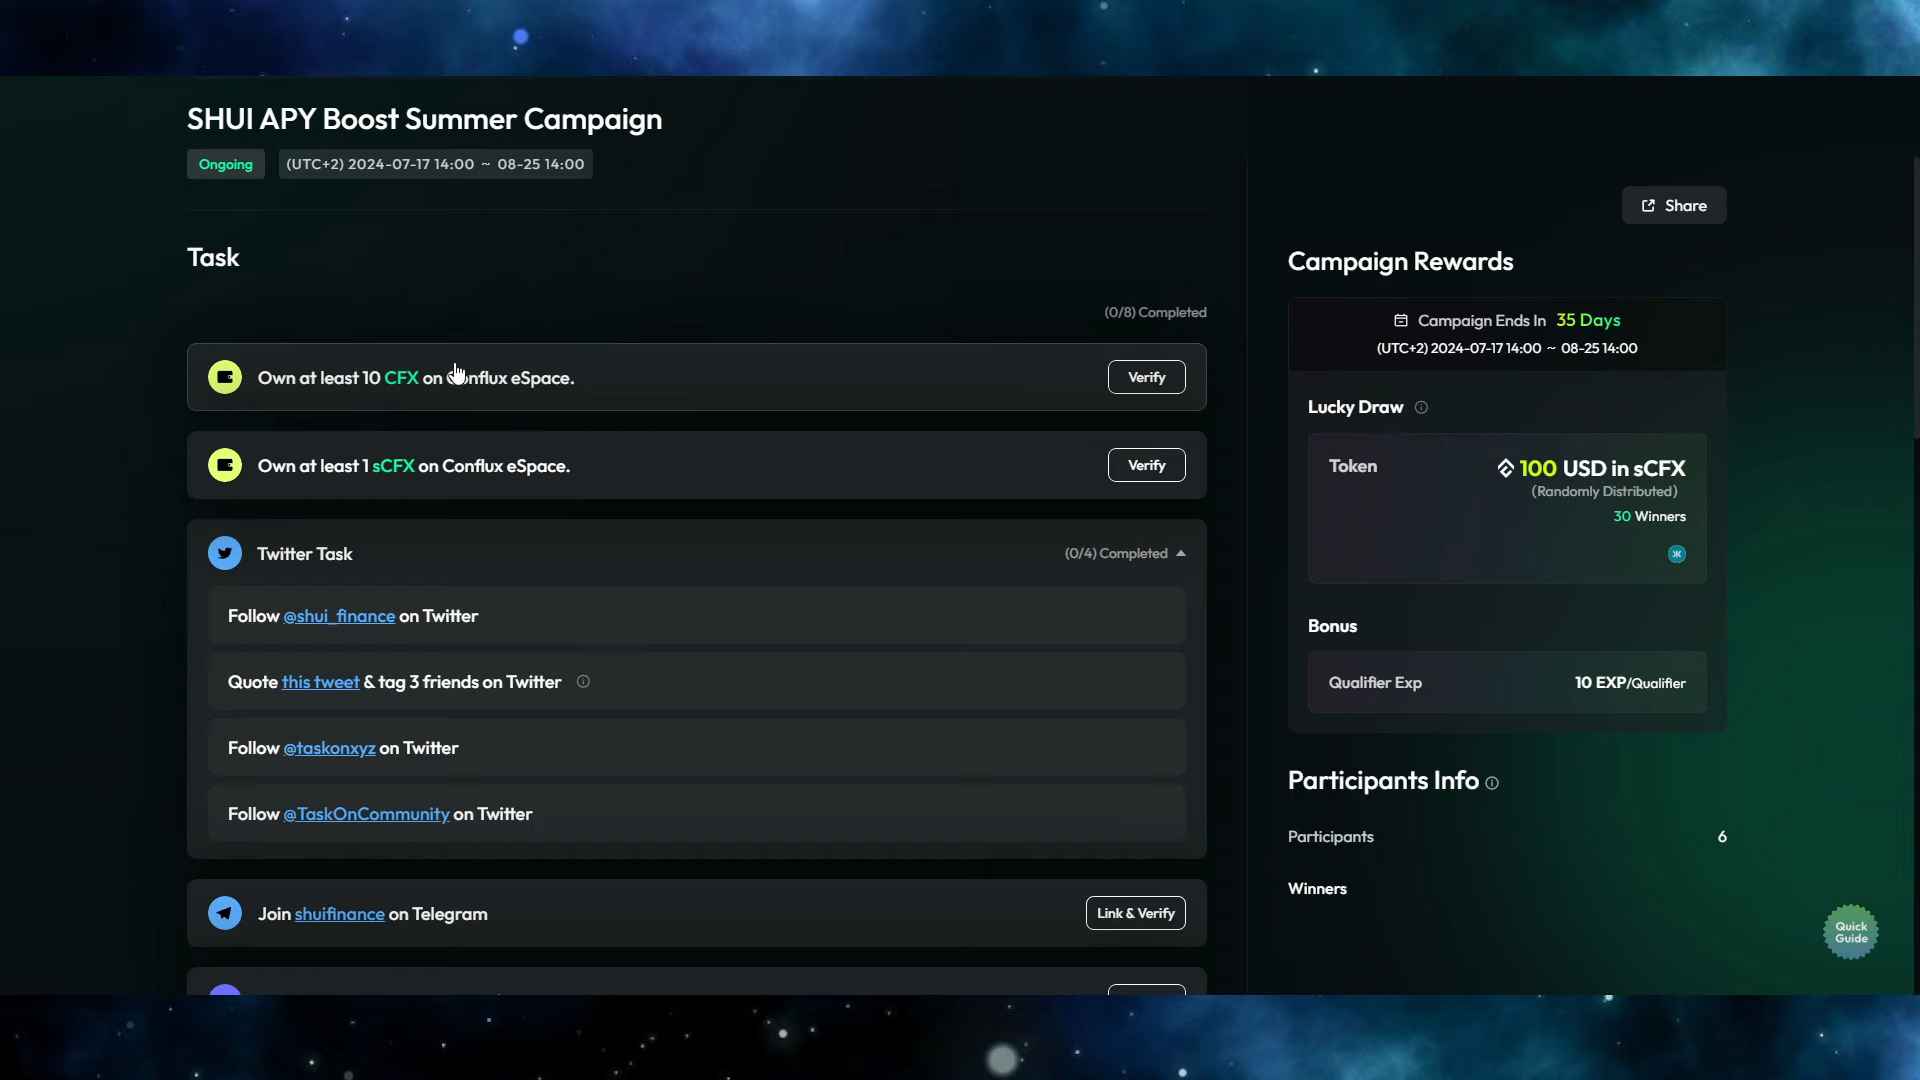 SHUI APY Boost Summer Campaign
Ongoing
(UTC+2) 2024-07-17 14:00 ~ 08-25 14:00
Share
Task
(0/8) Completed
Own at least 10 CFX on Conflux eSpace.
Verify
Own at least 1 sCFX on Conflux eSpace.
Verify
Twitter Task
(0/4) Completed
Follow @shui_finance on Twitter
Quote this tweet & tag 3 friends on Twitter
Follow @taskonxyz on Twitter
Follow @TaskOnCommunity on Twitter
Join shuifinance on Telegram
Link & Verify
Campaign Rewards
Campaign Ends In 35 Days
(UTC+2) 2024-07-17 14:00 ~ 08-25 14:00
Lucky Draw
Token
100 USD in sCFX
(Randomly Distributed)
30 Winners
Bonus
Qualifier Exp
10 EXP/Qualifier
Participants Info
Participants
6
Winners
Quick
Guide